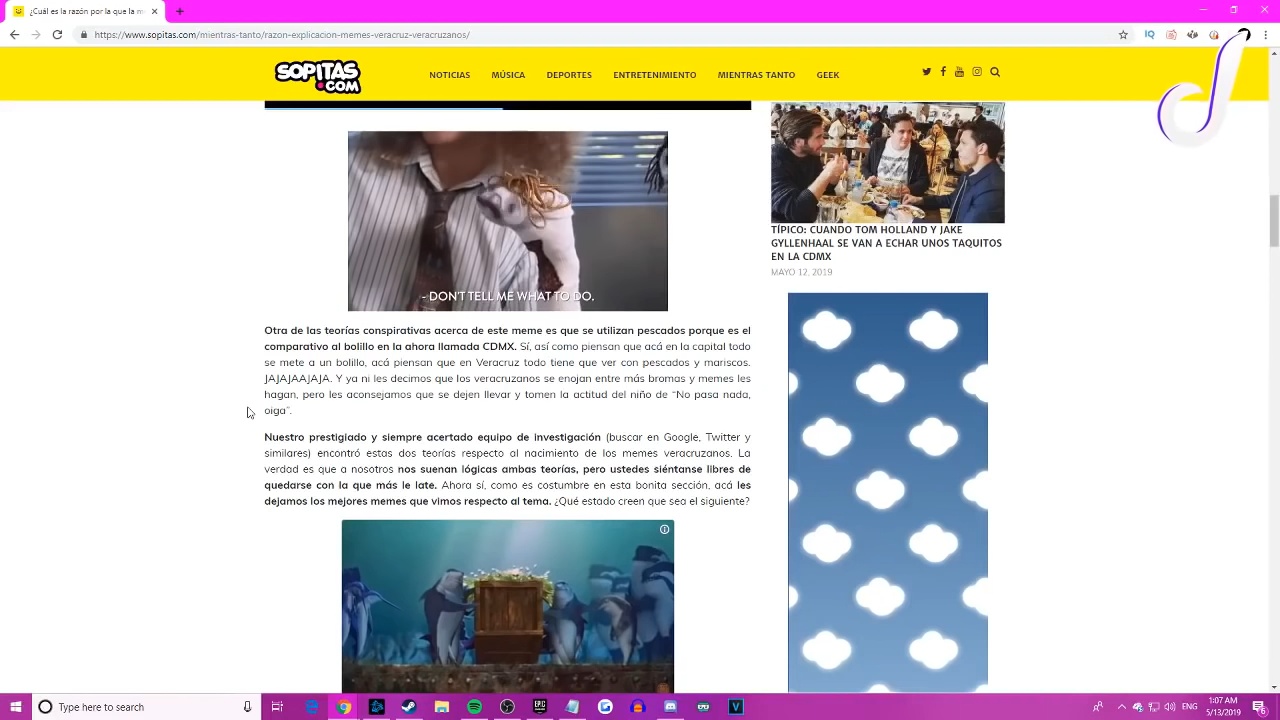 ¿Cuál es la razón por la que la m
https://www.sopitas.com/mientras-tanto/razon-explicacion-memes-veracruz-veracruzanos/
IQ
SOPITAS
.COM
NOTICIAS MÚSICA DEPORTES ENTRETENIMIENTO MIENTRAS TANTO GEEK
- DON'T TELL ME WHAT TO DO.
TÍPICO: CUANDO TOM HOLLAND Y JAKE
GYLLENHAAL SE VAN A ECHAR UNOS TAQUITOS
EN LA CDMX
MAYO 12, 2019
Otra de las teorías conspirativas acerca de este meme es que se utilizan pescados porque es el
comparativo al bolillo en la ahora llamada CDMX. Sí, así como piensan que acá en la capital todo
se mete a un bolillo, acá piensan que en Veracruz todo tiene que ver con pescados y mariscos.
JAJAJAAJAJA. Y ya ni les decimos que los veracruzanos se enojan entre más bromas y memes les
hagan, pero les aconsejamos que se dejen llevar y tomen la actitud del niño de “No pasa nada,
oiga”.
Nuestro prestigiado y siempre acertado equipo de investigación (buscar en Google, Twitter y
similares) encontró estas dos teorías respecto al nacimiento de los memes veracruzanos. La
verdad es que a nosotros nos suenan lógicas ambas teorías, pero ustedes siéntanse libres de
quedarse con la que más le late. Ahora sí, como es costumbre en esta bonita sección, acá les
dejamos los mejores memes que vimos respecto al tema. ¿Qué estado creen que sea el siguiente?
Type here to search
EPIC
V
ENG
1:07 AM
5/13/2019
6